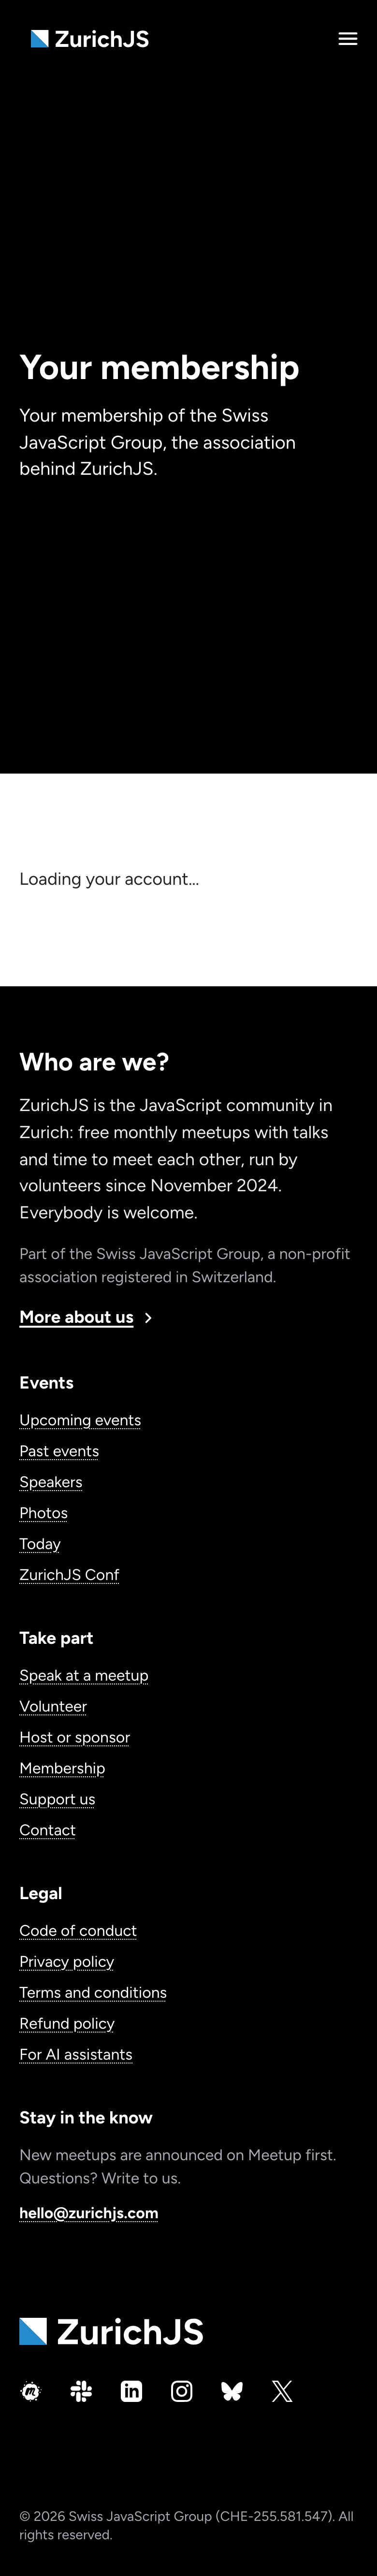 ZurichJS
Your membership
Your membership of the Swiss
JavaScript Group, the association
behind ZurichJS.
Loading your account...
Who are we?
ZurichJS is the JavaScript community in
Zurich: free monthly meetups with talks
and time to meet each other, run by
volunteers since November 2024.
Everybody is welcome.
Part of the Swiss JavaScript Group, a non-profit
association registered in Switzerland.
More about us
Events
Upcoming events
Past events
Speakers
Photos
Today
ZurichJS Conf
Take part
Speak at a meetup
Volunteer
Host or sponsor
Membership
Support us
Contact
Legal
Code of conduct
Privacy policy
Terms and conditions
Refund policy
For AI assistants
Stay in the know
New meetups are announced on Meetup first.
Questions? Write to us.
hello@zurichjs.com
ZurichJS
© 2026 Swiss JavaScript Group (CHE-255.581.547). All
rights reserved.